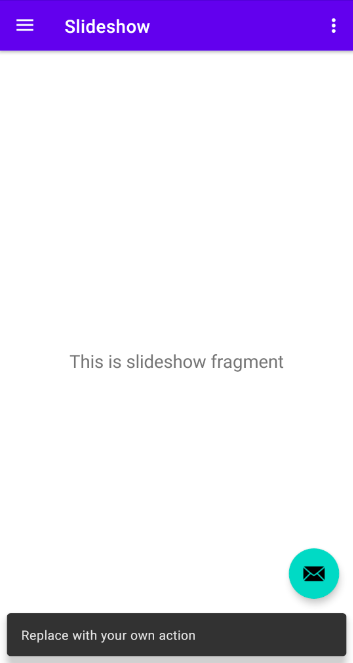 Slideshow
This is slideshow fragment
Replace with your own action